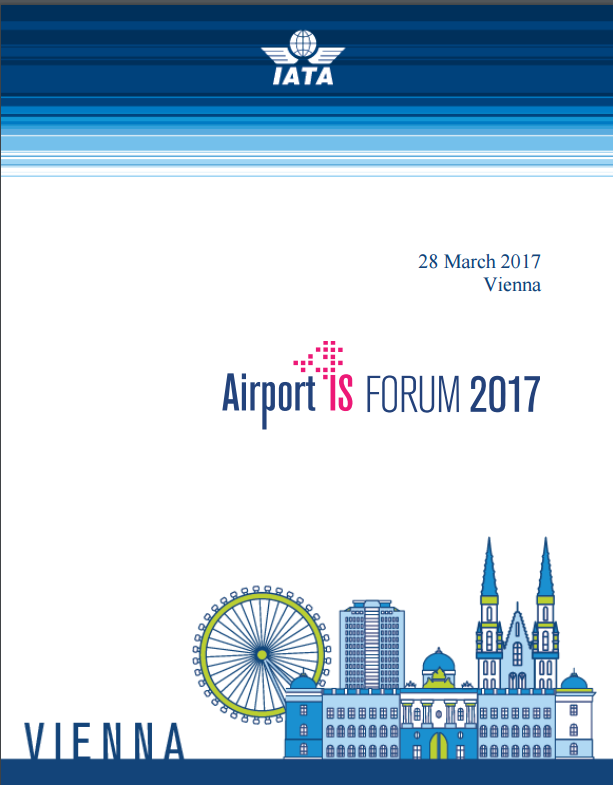 IATA
28 March 2017
Vienna
Airport IS FORUM 2017
VIENNA